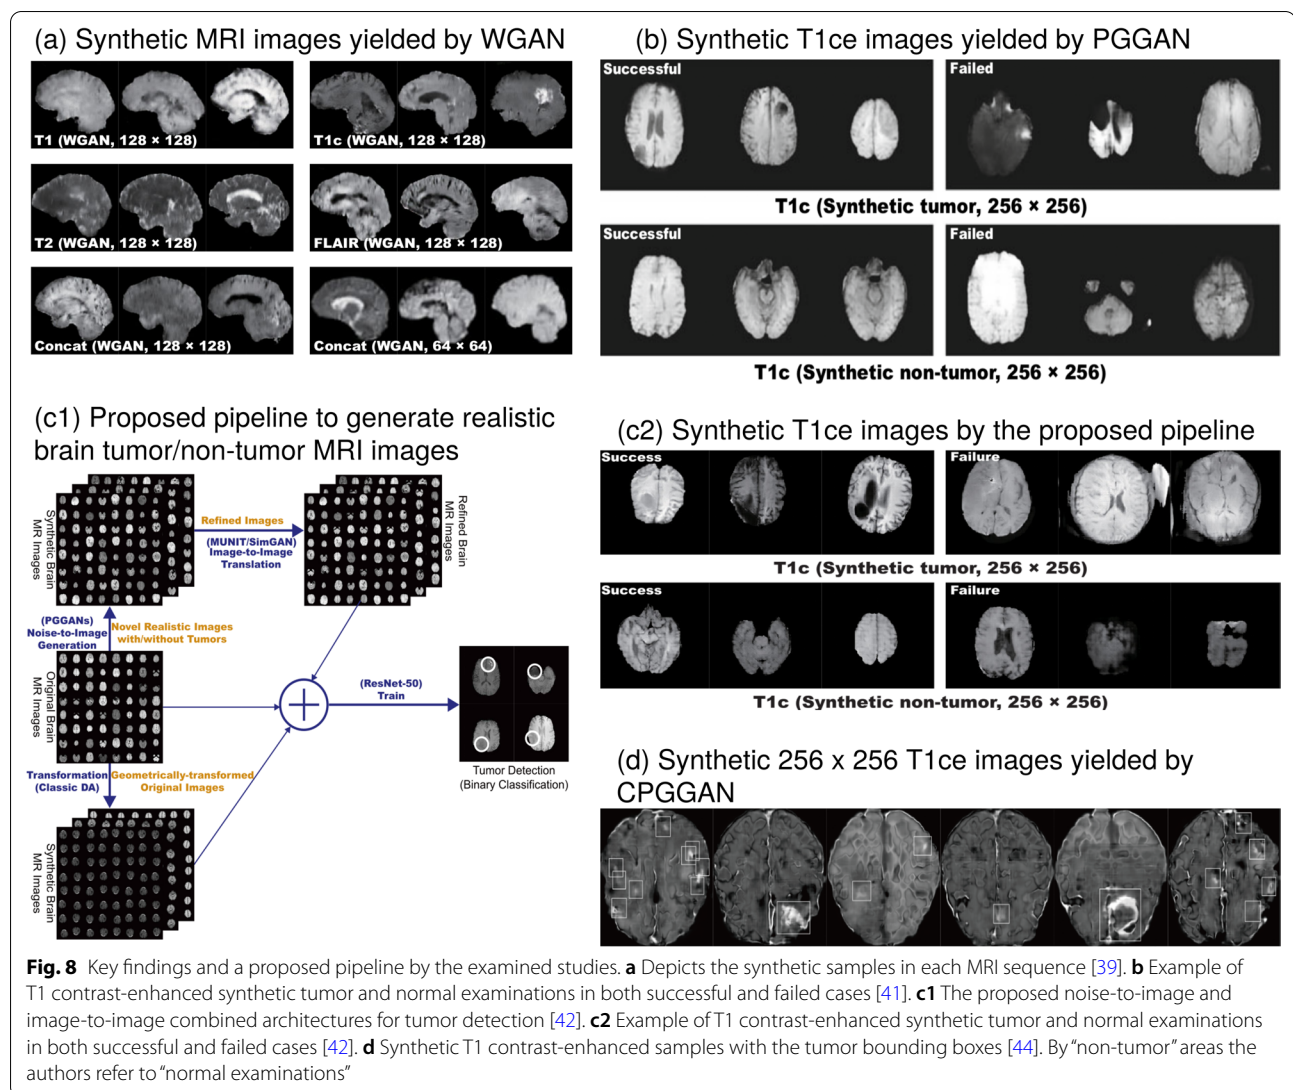 (a) Synthetic MRI images yielded by WGAN
T1 (WGAN, 128 × 128)
T1c (WGAN, 128 × 128)
T2 (WGAN, 128 × 128)
FLAIR (WGAN, 128 × 128)
Concat (WGAN, 128 × 128)
Concat (WGAN, 64 × 64)
(b) Synthetic T1ce images yielded by PGGAN
Successful
Failed
T1c (Synthetic tumor, 256 × 256)
Successful
Failed
T1c (Synthetic non-tumor, 256 × 256)
(c1) Proposed pipeline to generate realistic
brain tumor/non-tumor MRI images
Synthetic Brain
MR Images
Refined Images
(MUNIT/SimGAN)
Image-to-Image
Translation
Refined Brain
MR Images
(PGGANs)
Noise-to-Image
Generation
Novel Realistic Images
with/without Tumors
Original Brain
MR Images
(ResNet-50)
Train
Tumor Detection
(Binary Classification)
Transformation
(Classic DA)
Geometrically-transformed
Original Images
Synthetic Brain
MR Images
(c2) Synthetic T1ce images by the proposed pipeline
Success
Failure
T1c (Synthetic tumor, 256 × 256)
Success
Failure
T1c (Synthetic non-tumor, 256 × 256)
(d) Synthetic 256 x 256 T1ce images yielded by
CPGGAN
Fig. 8 Key findings and a proposed pipeline by the examined studies. a Depicts the synthetic samples in each MRI sequence [39]. b Example of
T1 contrast-enhanced synthetic tumor and normal examinations in both successful and failed cases [41]. c1 The proposed noise-to-image and
image-to-image combined architectures for tumor detection [42]. c2 Example of T1 contrast-enhanced synthetic tumor and normal examinations
in both successful and failed cases [42]. d Synthetic T1 contrast-enhanced samples with the tumor bounding boxes [44]. By “non-tumor” areas the
authors refer to “normal examinations”